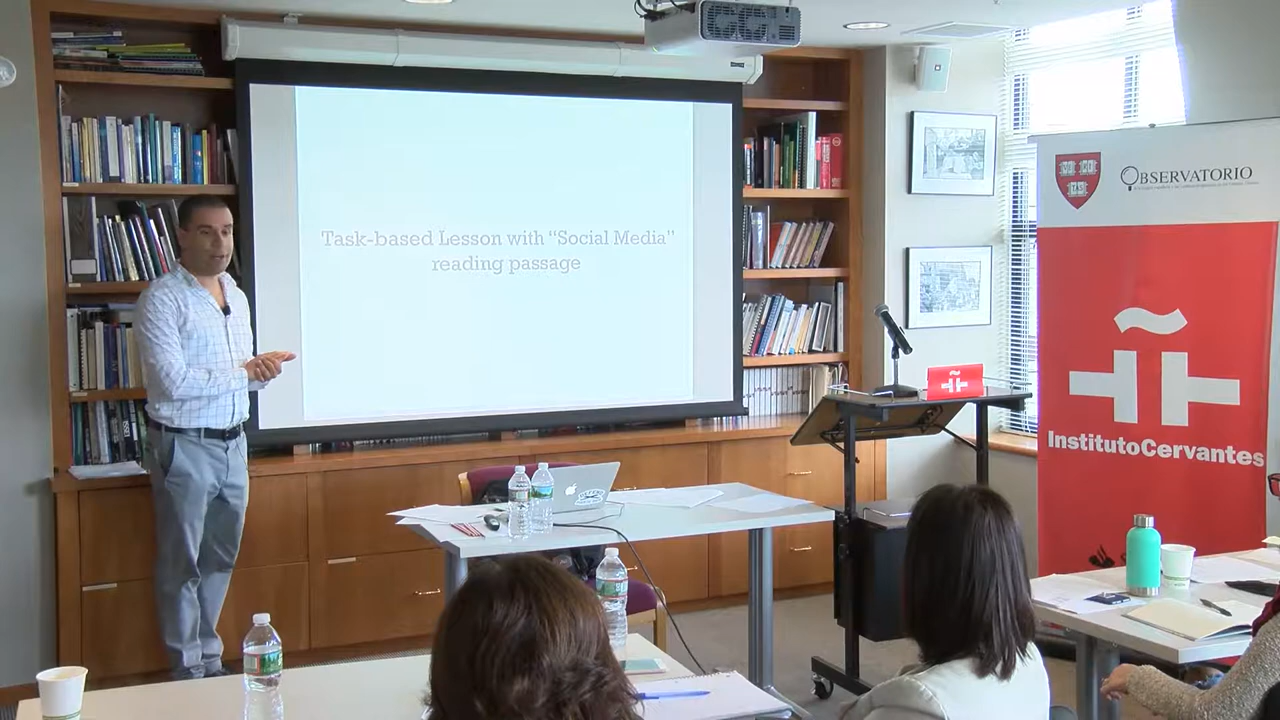 Task-based Lesson with “Social Media”
reading passage
OBSERVATORIO
InstitutoCervantes